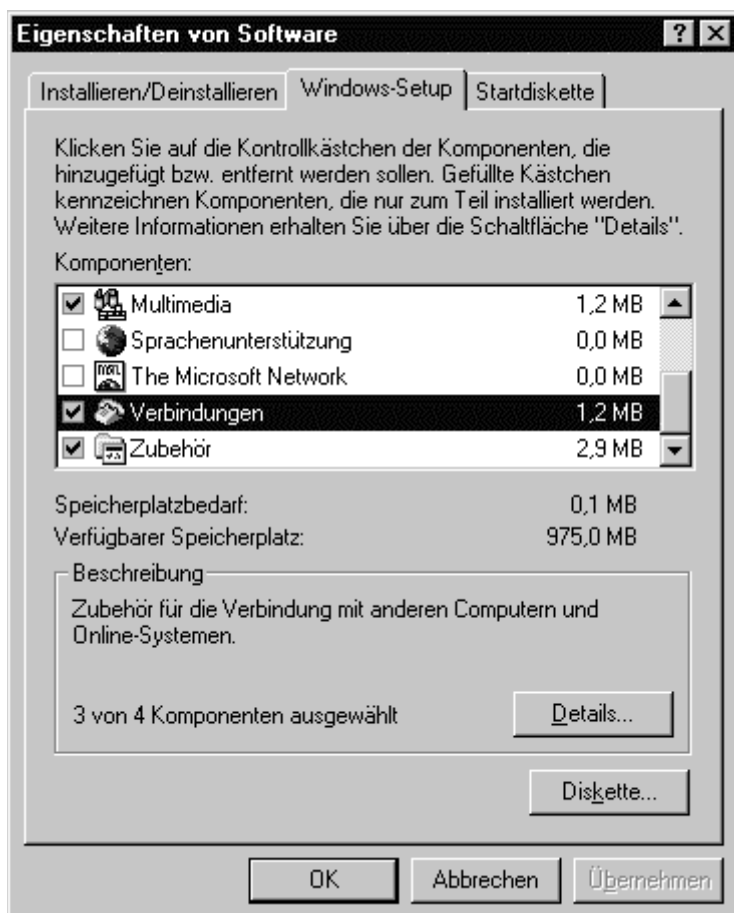 Eigenschaften von Software
Installieren/Deinstallieren Windows-Setup Startdiskette
Klicken Sie auf die Kontrollkästchen der Komponenten, die
hinzugefügt bzw. entfernt werden sollen. Gefüllte Kästchen
kennzeichnen Komponenten, die nur zum Teil installiert werden.
Weitere Informationen erhalten Sie über die Schaltfläche "Details".
Komponenten:
Multimedia 1,2 MB
Sprachenunterstützung 0,0 MB
The Microsoft Network 0,0 MB
Verbindungen 1,2 MB
Zubehör 2,9 MB
Speicherplatzbedarf: 0,1 MB
Verfügbarer Speicherplatz: 975,0 MB
Beschreibung
Zubehör für die Verbindung mit anderen Computern und
Online-Systemen.
3 von 4 Komponenten ausgewählt Details...
Diskette...
OK Abbrechen Übernehmen